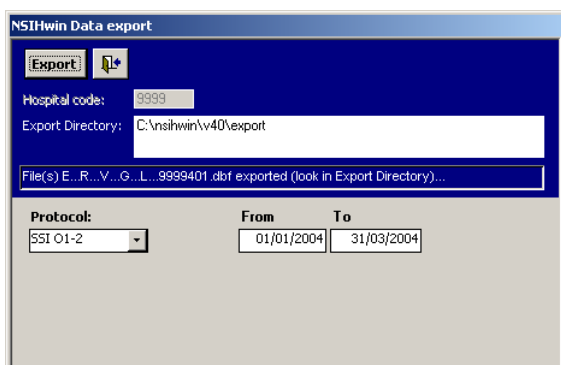 NSIHwin Data export
Export
Hospital code: 9999
Export Directory: C:\nsihwin\v40\export
File(s) E...R...V...G...L...9999401.dbf exported (look in Export Directory)...
Protocol: From To
SSI O1-2 01/01/2004 31/03/2004